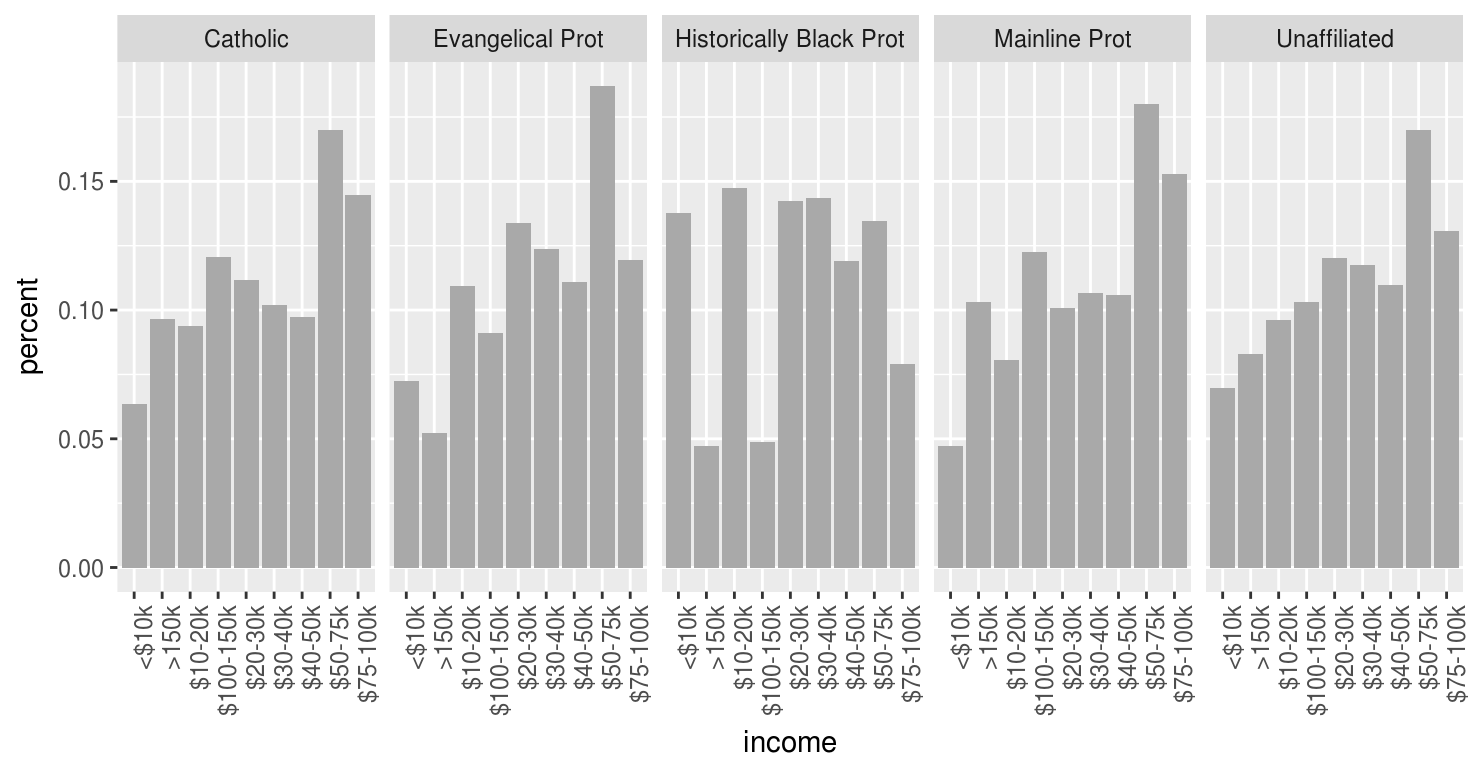 Catholic
Evangelical Prot
Historically Black Prot
Mainline Prot
Unaffiliated
percent
0.15
0.10
0.05
0.00
<$10k
>150k
$10-20k
$100-150k
$20-30k
$30-40k
$40-50k
$50-75k
$75-100k
<$10k
>150k
$10-20k
$100-150k
$20-30k
$30-40k
$40-50k
$50-75k
$75-100k
<$10k
>150k
$10-20k
$100-150k
$20-30k
$30-40k
$40-50k
$50-75k
$75-100k
<$10k
>150k
$10-20k
$100-150k
$20-30k
$30-40k
$40-50k
$50-75k
$75-100k
<$10k
>150k
$10-20k
$100-150k
$20-30k
$30-40k
$40-50k
$50-75k
$75-100k
income